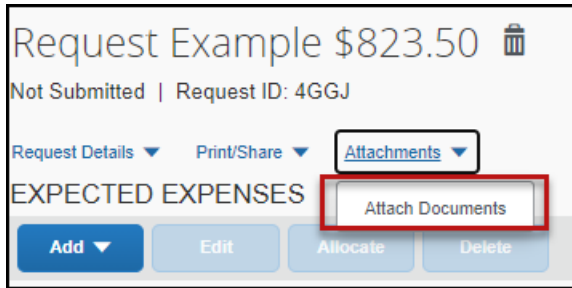 Request Example $823.50
Not Submitted | Request ID: 4GGJ
Request Details Print/Share Attachments
EXPECTED EXPENSES
Attach Documents
Add Edit Allocate Delete